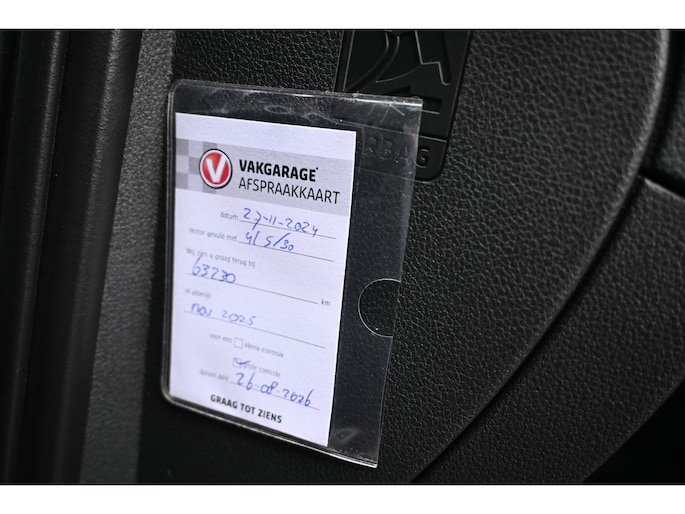 AIRBAG
V VAKGARAGE
AFSPRAAKKAART
datum 27-11-2024
motor gevuld met 4l 5/30
Wij zien u graag terug bij
63230 km
of uiterlijk
nov 2025
voor een kleine controle
grote controle
datum APK 26-08-2026
GRAAG TOT ZIENS